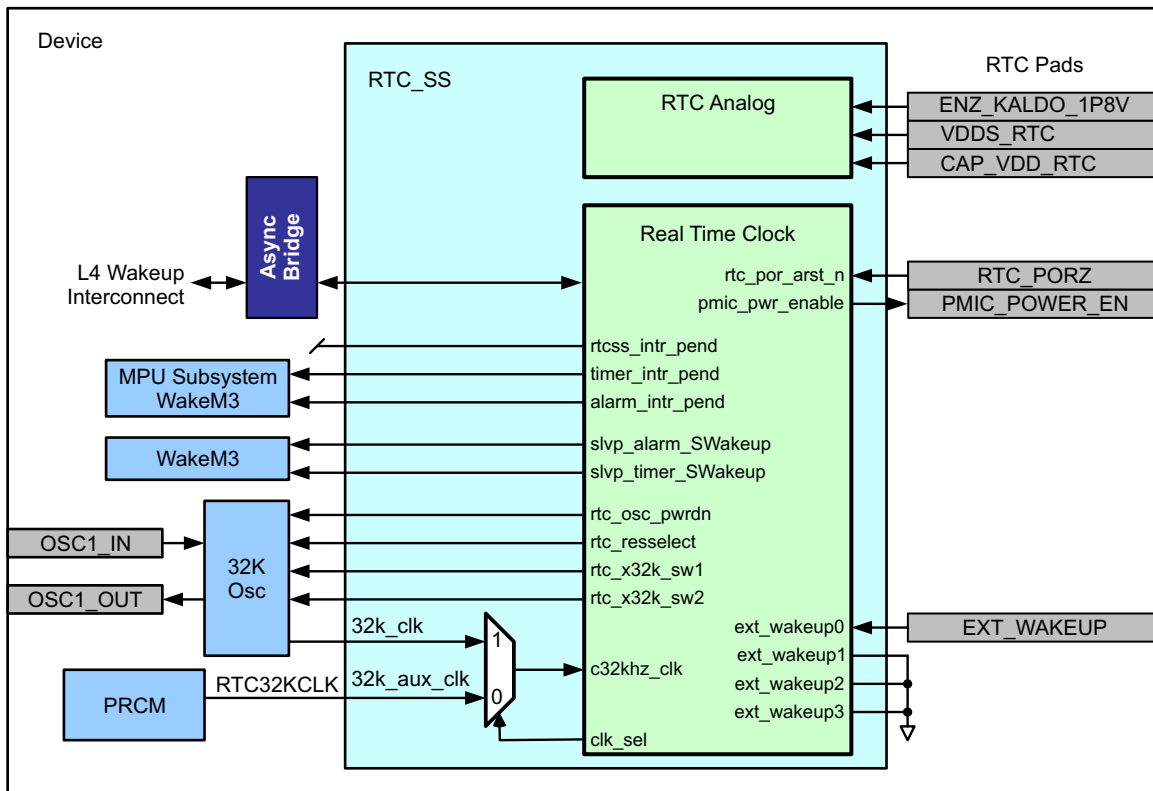 Device
RTC_SS
RTC Analog
RTC Pads
ENZ_KALDO_1P8V
VDDS_RTC
CAP_VDD_RTC
Async
Bridge
L4 Wakeup
Interconnect
Real Time Clock
rtc_por_arst_n
pmic_pwr_enable
RTC_PORZ
PMIC_POWER_EN
rtcss_intr_pend
timer_intr_pend
alarm_intr_pend
MPU Subsystem
WakeM3
slvp_alarm_SWakeup
slvp_timer_SWakeup
WakeM3
rtc_osc_pwrdn
rtc_resselect
rtc_x32k_sw1
rtc_x32k_sw2
OSC1_IN
OSC1_OUT
32K
Osc
32k_clk
1
0
c32khz_clk
PRCM
RTC32KCLK
32k_aux_clk
clk_sel
ext_wakeup0
ext_wakeup1
ext_wakeup2
ext_wakeup3
EXT_WAKEUP